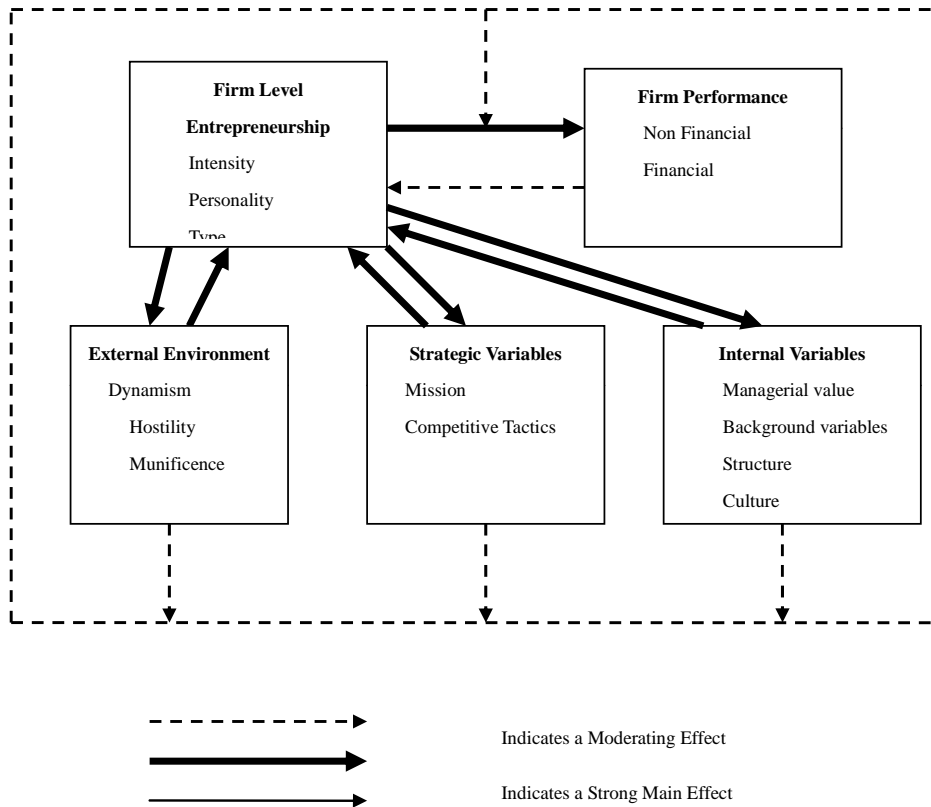 Firm Level
Entrepreneurship
Intensity
Personality
Type
Firm Performance
Non Financial
Financial
External Environment
Dynamism
Hostility
Munificence
Strategic Variables
Mission
Competitive Tactics
Internal Variables
Managerial value
Background variables
Structure
Culture
Indicates a Moderating Effect
Indicates a Strong Main Effect